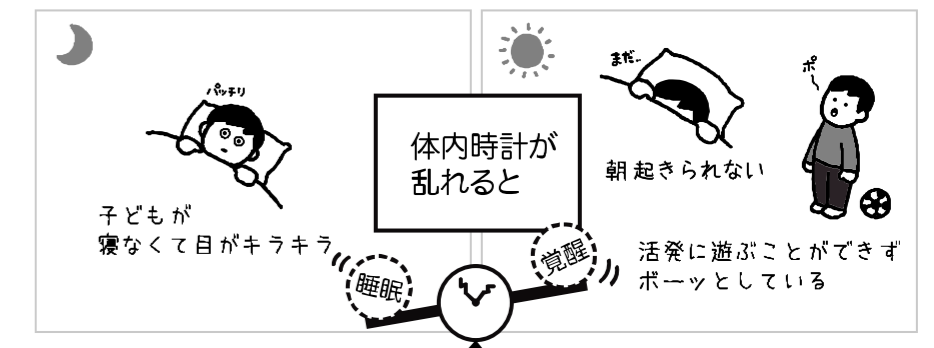 パッチリ
子どもが
寝なくて目がキラキラ
体内時計が
乱れると
睡眠
覚醒
まだ..
朝起きられない
ポ〜
活発に遊ぶことができず
ボーッとしている